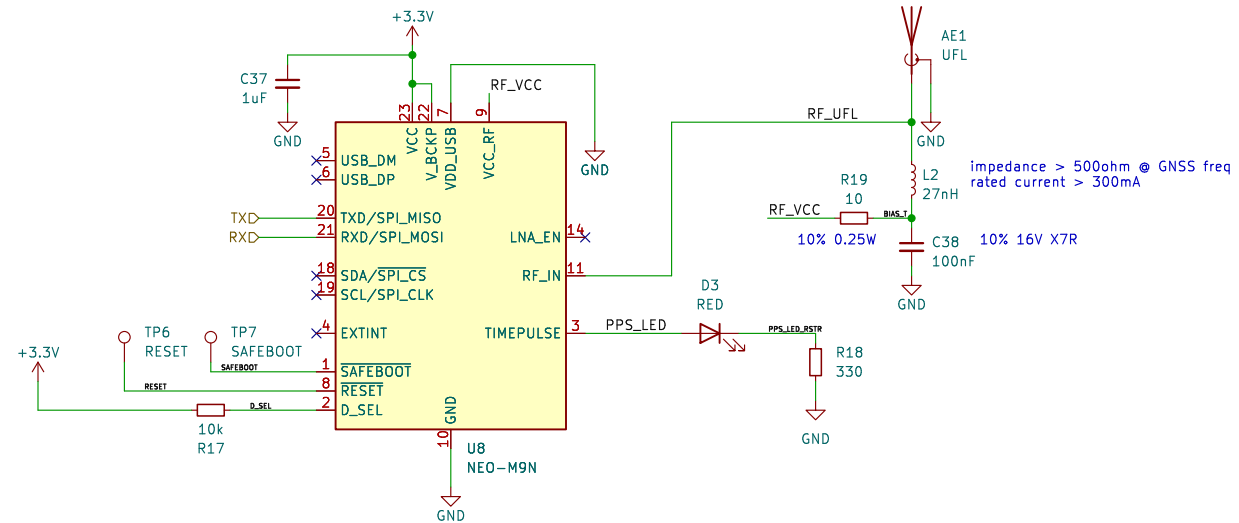 +3.3V
C37
1uF
GND
RF_VCC
23
22
7
9
VCC
V_BCKP
VDD_USB
VCC_RF
GND
AE1
UFL
RF_UFL
GND
impedance > 500ohm @ GNSS freq
rated current > 300mA
L2
27nH
R19
10
RF_VCC
BIAS_T
10% 0.25W
C38
100nF
10% 16V X7R
GND
5 USB_DM
6 USB_DP
TX 20 TXD/SPI_MISO
RX 21 RXD/SPI_MOSI
LNA_EN 14
18 SDA/SPI_CS
RF_IN 11
19 SCL/SPI_CLK
4 EXTINT
TIMEPULSE 3
PPS_LED
D3
RED
PPS_LED_RSTR
R18
330
GND
TP6
RESET
TP7
SAFEBOOT
+3.3V
SAFEBOOT
1 SAFEBOOT
RESET
8 RESET
D_SEL
2 D_SEL
10k
R17
GND
10
U8
NEO-M9N
GND